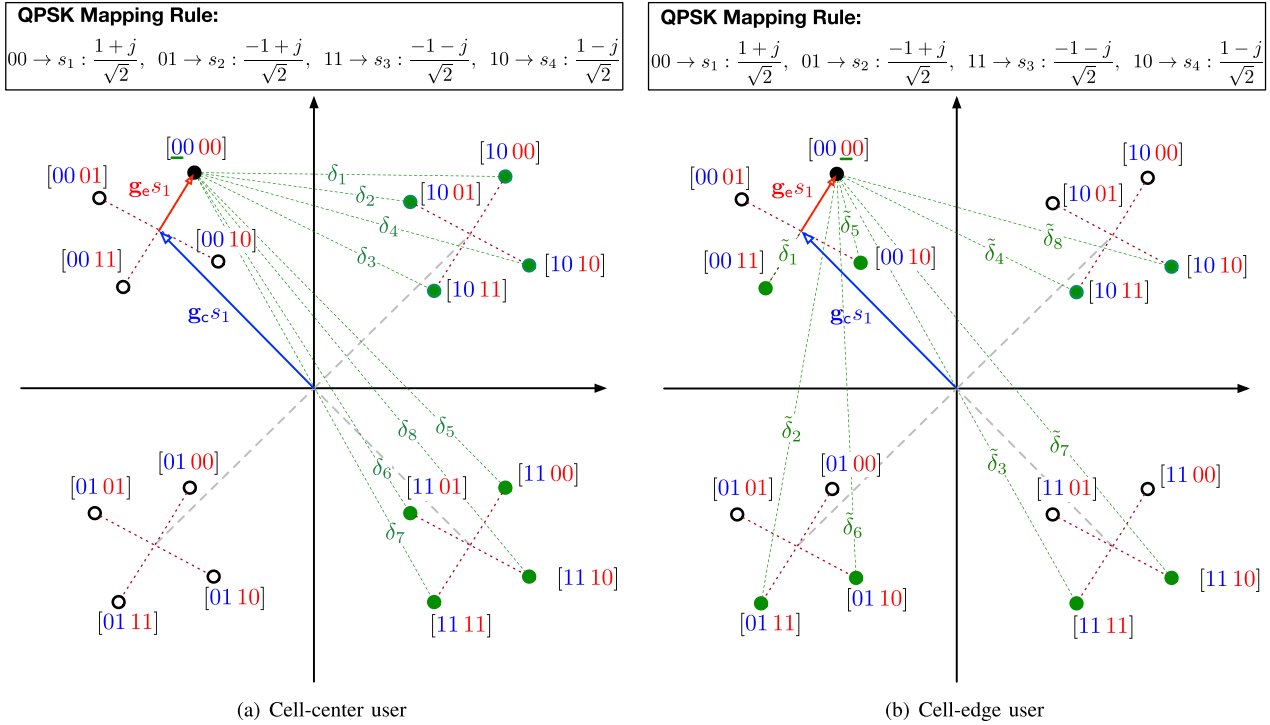 QPSK Mapping Rule:
00 → s₁ : (1 + j)/√2, 01 → s₂ : (−1 + j)/√2, 11 → s₃ : (−1 − j)/√2, 10 → s₄ : (1 − j)/√2
[00 00]
[10 00]
[00 01]
δ₁
gₑs₁
δ₂
[10 01]
δ₄
[00 10]
δ₃
[00 11]
[10 10]
[10 11]
g_c s₁
δ₈
δ₅
δ₆
[01 00]
[11 00]
[01 01]
[11 01]
δ₇
[11 10]
[01 10]
[01 11]
[11 11]
(a) Cell-center user
QPSK Mapping Rule:
00 → s₁ : (1 + j)/√2, 01 → s₂ : (−1 + j)/√2, 11 → s₃ : (−1 − j)/√2, 10 → s₄ : (1 − j)/√2
[00 00]
[10 00]
[00 01]
gₑs₁
[10 01]
δ̃₅
δ̃₈
δ̃₁
δ̃₄
[00 11]
[00 10]
[10 10]
[10 11]
g_c s₁
δ̃₂
δ̃₇
δ̃₃
[01 00]
[11 00]
[01 01]
[11 01]
δ̃₆
[11 10]
[01 10]
[01 11]
[11 11]
(b) Cell-edge user